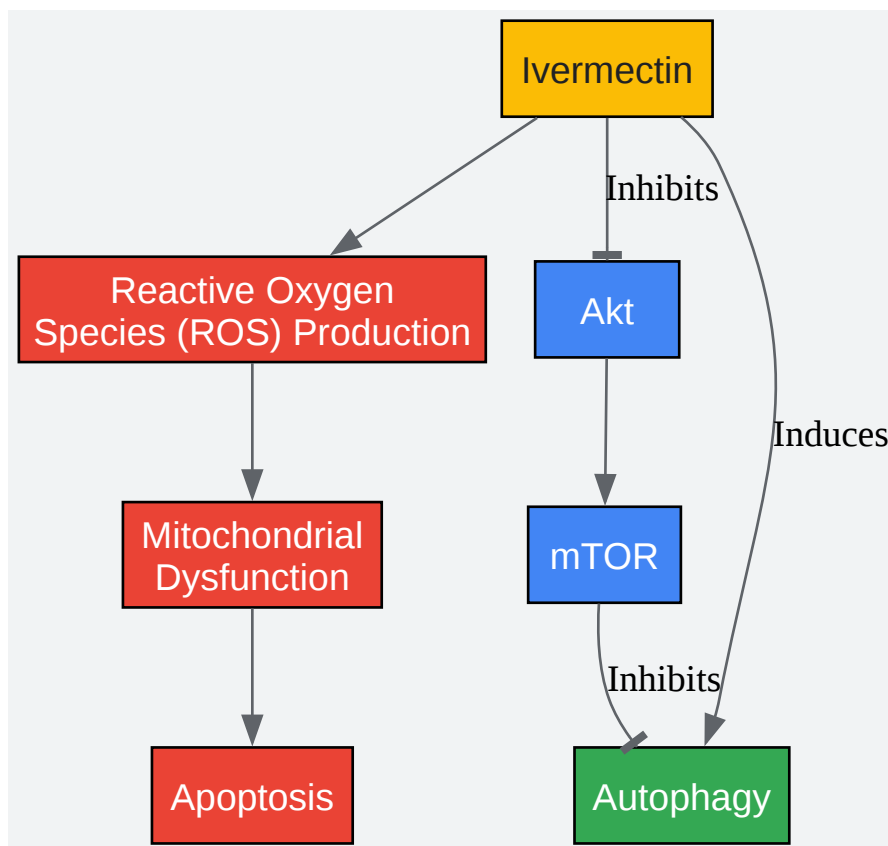 Ivermectin
Inhibits
Reactive Oxygen
Species (ROS) Production
Akt
Induces
Mitochondrial
Dysfunction
mTOR
Inhibits
Apoptosis
Autophagy